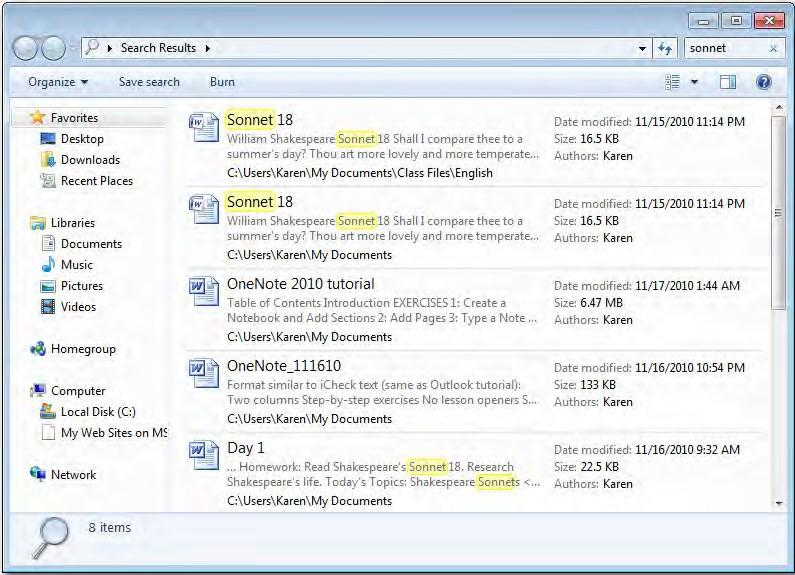 Search Results
sonnet
Organize Save search Burn
Favorites
Desktop
Downloads
Recent Places
Libraries
Documents
Music
Pictures
Videos
Homegroup
Computer
Local Disk (C:)
My Web Sites on MS
Network
Sonnet 18
William Shakespeare Sonnet 18 Shall I compare thee to a
summer's day? Thou art more lovely and more temperate...
C:\Users\Karen\My Documents\Class Files\English
Date modified: 11/15/2010 11:14 PM
Size: 16.5 KB
Authors: Karen
Sonnet 18
William Shakespeare Sonnet 18 Shall I compare thee to a
summer's day? Thou art more lovely and more temperate...
C:\Users\Karen\My Documents
Date modified: 11/15/2010 11:14 PM
Size: 16.5 KB
Authors: Karen
OneNote 2010 tutorial
Table of Contents Introduction EXERCISES 1: Create a
Notebook and Add Sections 2: Add Pages 3: Type a Note ...
C:\Users\Karen\My Documents
Date modified: 11/17/2010 1:44 AM
Size: 6.47 MB
Authors: Karen
OneNote_111610
Format similar to iCheck text (same as Outlook tutorial):
Two columns Step-by-step exercises No lesson openers S...
C:\Users\Karen\My Documents
Date modified: 11/16/2010 10:54 PM
Size: 133 KB
Authors: Karen
Day 1
... Homework: Read Shakespeare's Sonnet 18. Research
Shakespeare's life. Today's Topics: Shakespeare Sonnets <...
C:\Users\Karen\My Documents
Date modified: 11/16/2010 9:32 AM
Size: 22.5 KB
Authors: Karen
8 items